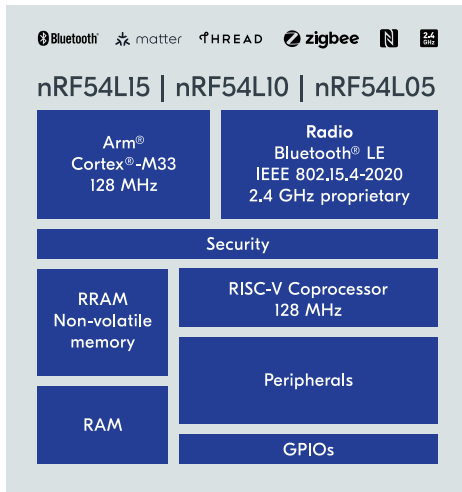 Bluetooth® matter THREAD zigbee N 2.4 GHz
nRF54L15 | nRF54L10 | nRF54L05
Arm®
Cortex®-M33
128 MHz
Radio
Bluetooth® LE
IEEE 802.15.4-2020
2.4 GHz proprietary
Security
RRAM
Non-volatile
memory
RISC-V Coprocessor
128 MHz
Peripherals
RAM
GPIOs